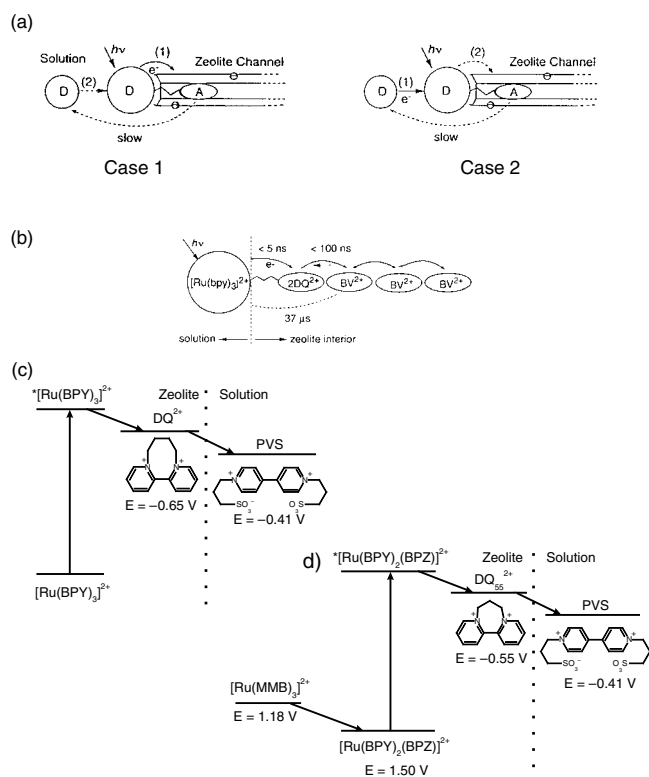 (a)
hν
(1)
Solution
(2)
D
D
e-
Zeolite Channel
A
slow
Case 1
hν
(2)
Zeolite Channel
D
(1)
e-
D
A
slow
Case 2
(b)
hν
< 5 ns
< 100 ns
e-
[Ru(bpy)₃]²⁺
2DQ²⁺
BV²⁺
BV²⁺
BV²⁺
37 μs
solution
zeolite interior
(c)
*[Ru(BPY)₃]²⁺
Zeolite
Solution
DQ²⁺
PVS
N
+
N
+
N
+
N
+
E = −0.65 V
SO₃⁻
O₃S
E = −0.41 V
[Ru(BPY)₃]²⁺
d)
*[Ru(BPY)₂(BPZ)]²⁺
Zeolite
Solution
DQ₅₅²⁺
PVS
N
+
N
+
N
+
N
+
E = −0.55 V
SO₃⁻
O₃S
E = −0.41 V
[Ru(MMB)₃]²⁺
E = 1.18 V
[Ru(BPY)₂(BPZ)]²⁺
E = 1.50 V